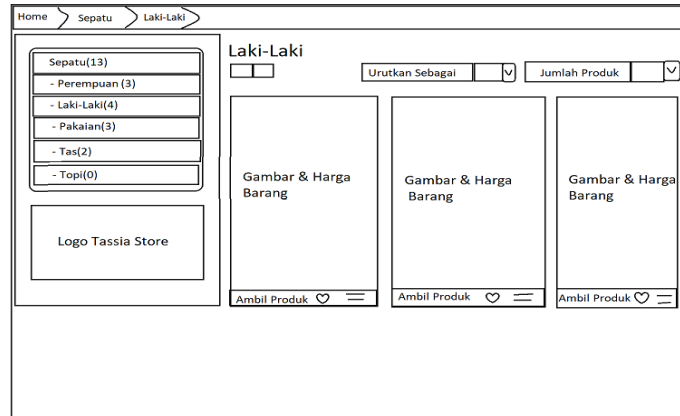 Home
Sepatu
Laki-Laki
Sepatu(13)
- Perempuan (3)
- Laki-Laki(4)
- Pakaian(3)
- Tas(2)
- Topi(0)
Logo Tassia Store
Laki-Laki
Urutkan Sebagai
Jumlah Produk
Gambar & Harga
Barang
Ambil Produk
Gambar & Harga
Barang
Ambil Produk
Gambar & Harga
Barang
Ambil Produk